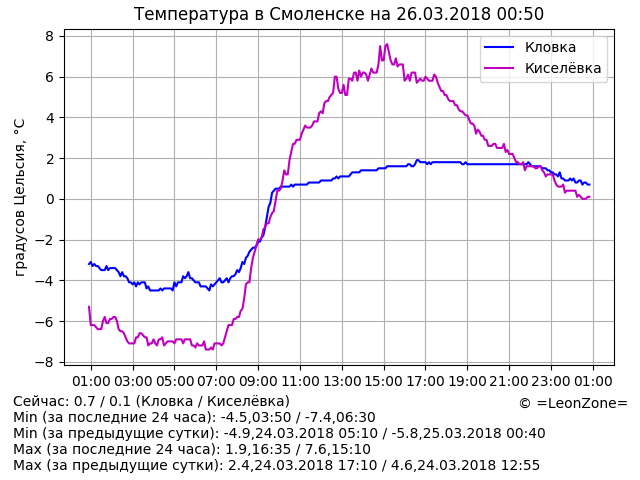 Температура в Смоленске на 26.03.2018 00:50
Кловка
Киселёвка
градусов Цельсия, °C
8
6
4
2
0
−2
−4
−6
−8
01:00 03:00 05:00 07:00 09:00 11:00 13:00 15:00 17:00 19:00 21:00 23:00 01:00
Сейчас: 0.7 / 0.1 (Кловка / Киселёвка)
© =LeonZone=
Min (за последние 24 часа): -4.5,03:50 / -7.4,06:30
Min (за предыдущие сутки): -4.9,24.03.2018 05:10 / -5.8,25.03.2018 00:40
Max (за последние 24 часа): 1.9,16:35 / 7.6,15:10
Max (за предыдущие сутки): 2.4,24.03.2018 17:10 / 4.6,24.03.2018 12:55